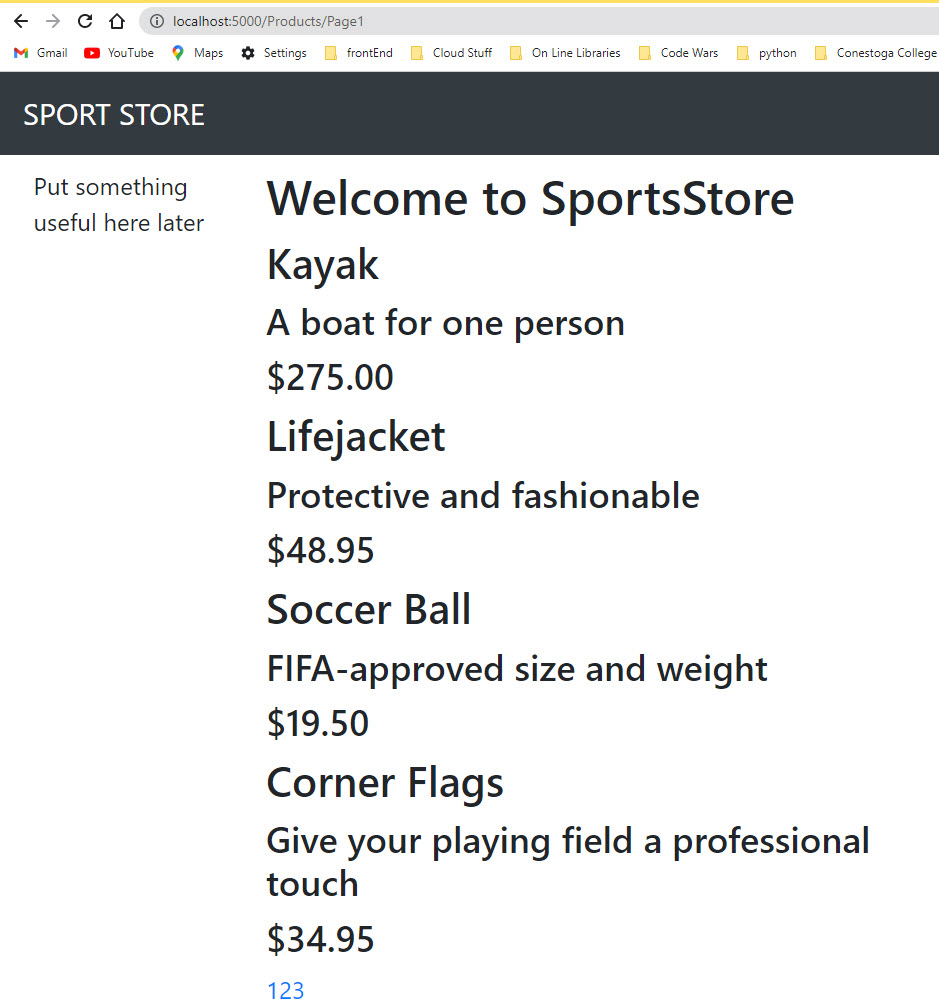 localhost:5000/Products/Page1
Gmail YouTube Maps Settings frontEnd Cloud Stuff On Line Libraries Code Wars python Conestoga College
SPORT STORE
Put something
useful here later
Welcome to SportsStore
Kayak
A boat for one person
$275.00
Lifejacket
Protective and fashionable
$48.95
Soccer Ball
FIFA-approved size and weight
$19.50
Corner Flags
Give your playing field a professional
touch
$34.95
123